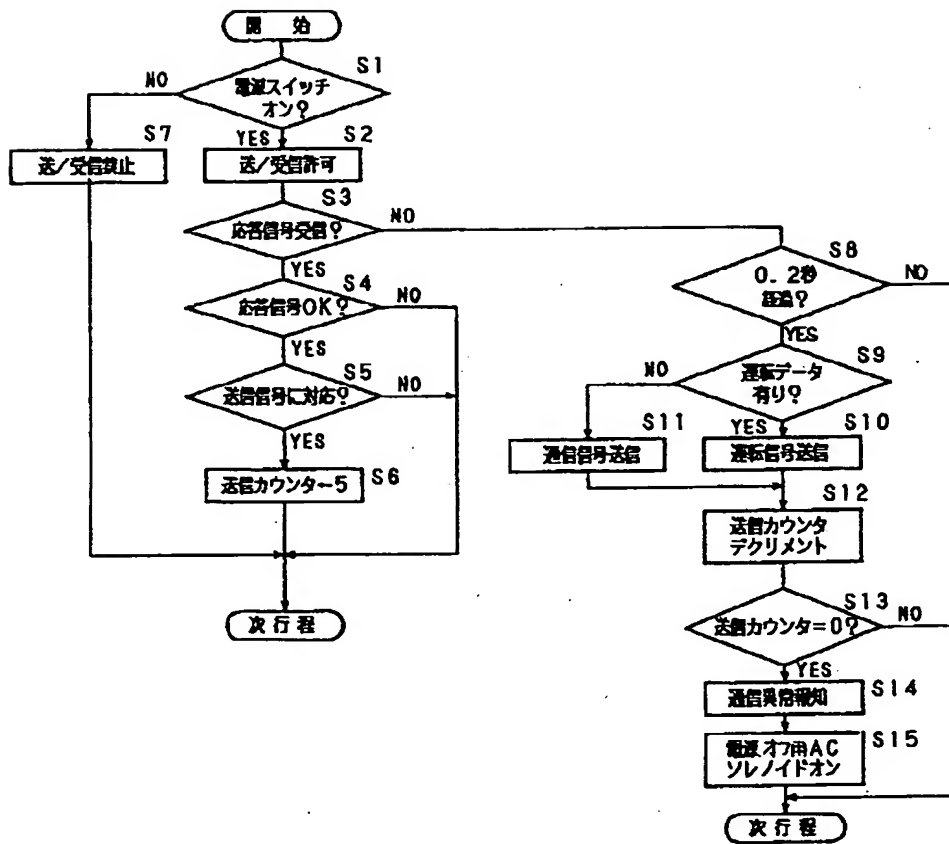 開 始
S1
電源スイッチ
オン?
NO
YES
S7
送/受信禁止
S2
送/受信許可
S3
応答信号受信?
NO
YES
S4
応答信号OK?
NO
YES
S5
送信信号に対応?
NO
YES
S6
送信カウンタ←5
次 行 程
S8
0.2秒
経過?
NO
YES
S9
運転データ
有り?
NO
YES
S11
通信信号送信
S10
運転信号送信
S12
送信カウンタ
デクリメント
S13
送信カウンタ=0?
NO
YES
S14
通信異常報知
S15
電源オフ用AC
ソレノイドオン
次 行 程